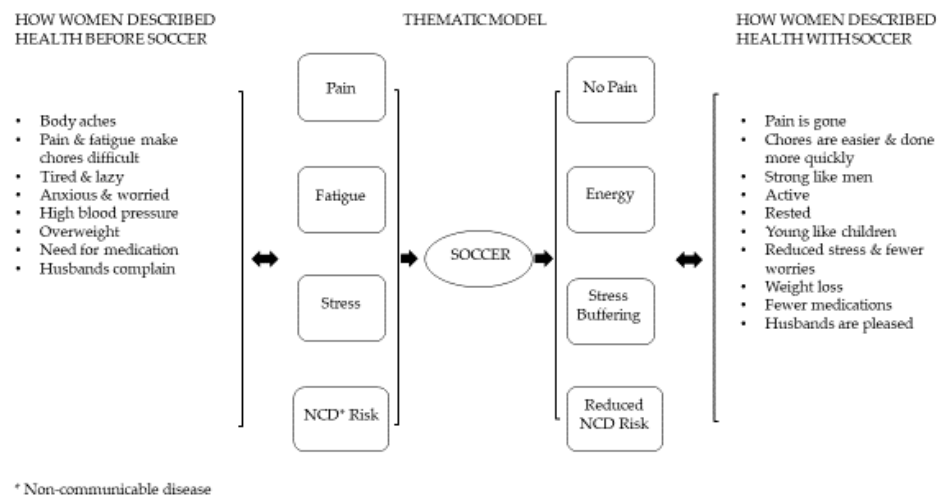 HOW WOMEN DESCRIBED
HEALTH BEFORE SOCCER
• Body aches
• Pain & fatigue make
chores difficult
• Tired & lazy
• Anxious & worried
• High blood pressure
• Overweight
• Need for medication
• Husbands complain
THEMATIC MODEL
Pain
Fatigue
Stress
NCD* Risk
SOCCER
No Pain
Energy
Stress
Buffering
Reduced
NCD Risk
HOW WOMEN DESCRIBED
HEALTH WITH SOCCER
• Pain is gone
• Chores are easier & done
more quickly
• Strong like men
• Active
• Rested
• Young like children
• Reduced stress & fewer
worries
• Weight loss
• Fewer medications
• Husbands are pleased
* Non-communicable disease